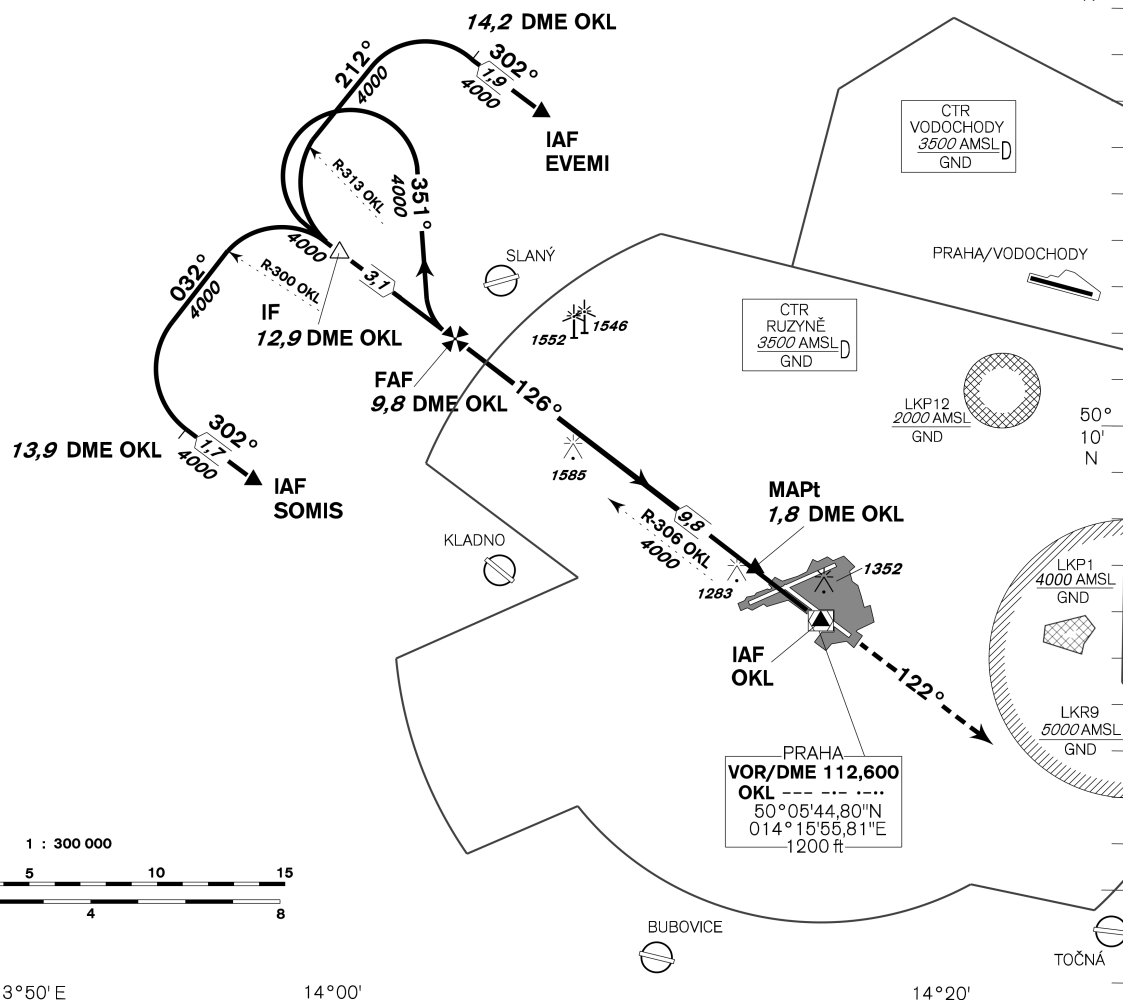 14,2 DME OKL
302°
1,9
4000
IAF
EVEMI
212°
4000
R-313 OKL
351°
4000
4000
032°
4000
R-300 OKL
3,1
IF
12,9 DME OKL
FAF
9,8 DME OKL
SLANÝ
1552
1546
CTR
VODOCHODY
3500 AMSL
D
GND
PRAHA/VODOCHODY
CTR
RUZYNĚ
3500 AMSL
D
GND
LKP12
2000 AMSL
GND
50°
10'
N
126°
1585
13,9 DME OKL
302°
1,7
4000
IAF
SOMIS
MAPt
1,8 DME OKL
9,8
R-306 OKL
4000
KLADNO
1283
1352
LKP1
4000 AMSL
GND
IAF
OKL
122°
LKR9
5000 AMSL
GND
PRAHA
VOR/DME 112,600
OKL --- -·- ·-··
50°05'44,80"N
014°15'55,81"E
1200 ft
1 : 300 000
5 10 15
4 8
BUBOVICE
TOČNÁ
3°50' E
14°00'
14°20'